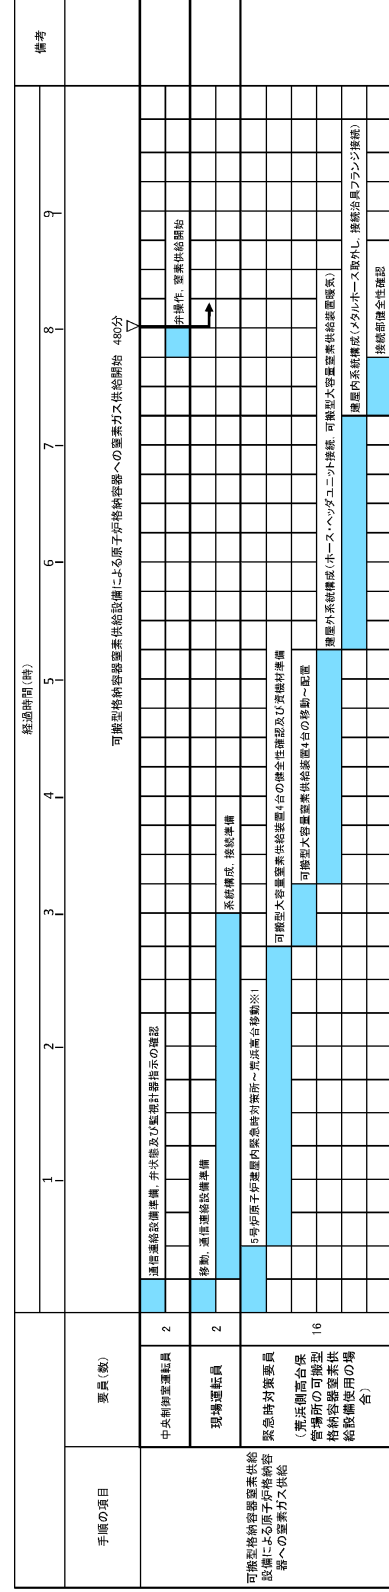 手順の項目
要員(数)
経過時間(時)
備考
1
2
3
4
5
6
7
8
9
可搬型格納容器窒素供給設備による原子炉格納容器への窒素ガス供給開始 480分
可搬型格納容器窒素供給
設備による原子炉格納容
器への窒素ガス供給
中央制御室運転員
2
通信連絡設備準備，弁状態及び監視計器指示の確認
弁操作，窒素供給開始
現場運転員
2
移動，通信連絡設備準備
系統構成，接続準備
緊急時対策要員
(荒浜側高台保
管場所の可搬型
格納容器窒素供
給設備使用の場
合)
16
5号炉原子炉建屋内緊急時対策所～荒浜高台移動※1
可搬型大容量窒素供給装置4台の健全性確認及び資機材準備
可搬型大容量窒素供給装置4台の移動～配置
建屋外系統構成(ホース・ヘッダユニット接続，可搬型大容量窒素供給装置暖気)
建屋内系統構成(メタルホース取外し，接続治具フランジ接続)
接続部健全性確認